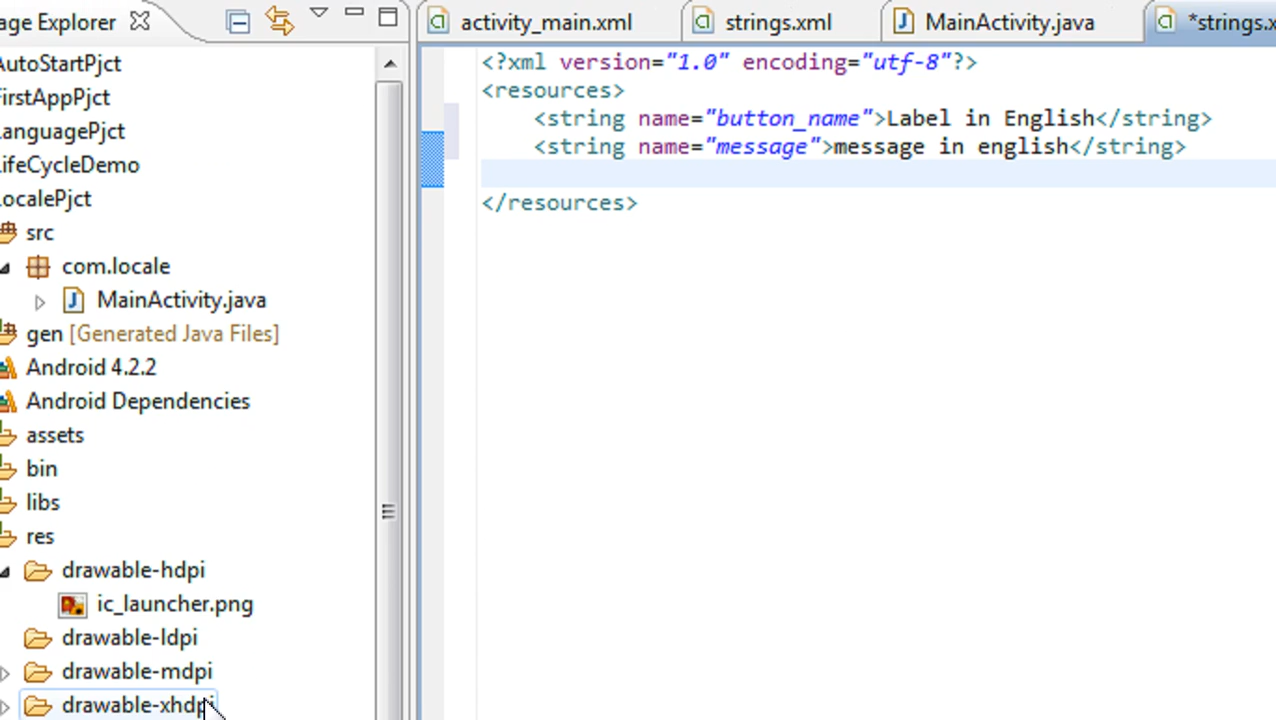 age Explorer
activity_main.xml
strings.xml
MainActivity.java
*strings.x
AutoStartPjct
FirstAppPjct
LanguagePjct
LifeCycleDemo
LocalePjct
src
com.locale
MainActivity.java
gen [Generated Java Files]
Android 4.2.2
Android Dependencies
assets
bin
libs
res
drawable-hdpi
ic_launcher.png
drawable-ldpi
drawable-mdpi
drawable-xhdpi
<?xml version="1.0" encoding="utf-8"?>
<resources>
<string name="button_name">Label in English</string>
<string name="message">message in english</string>
</resources>